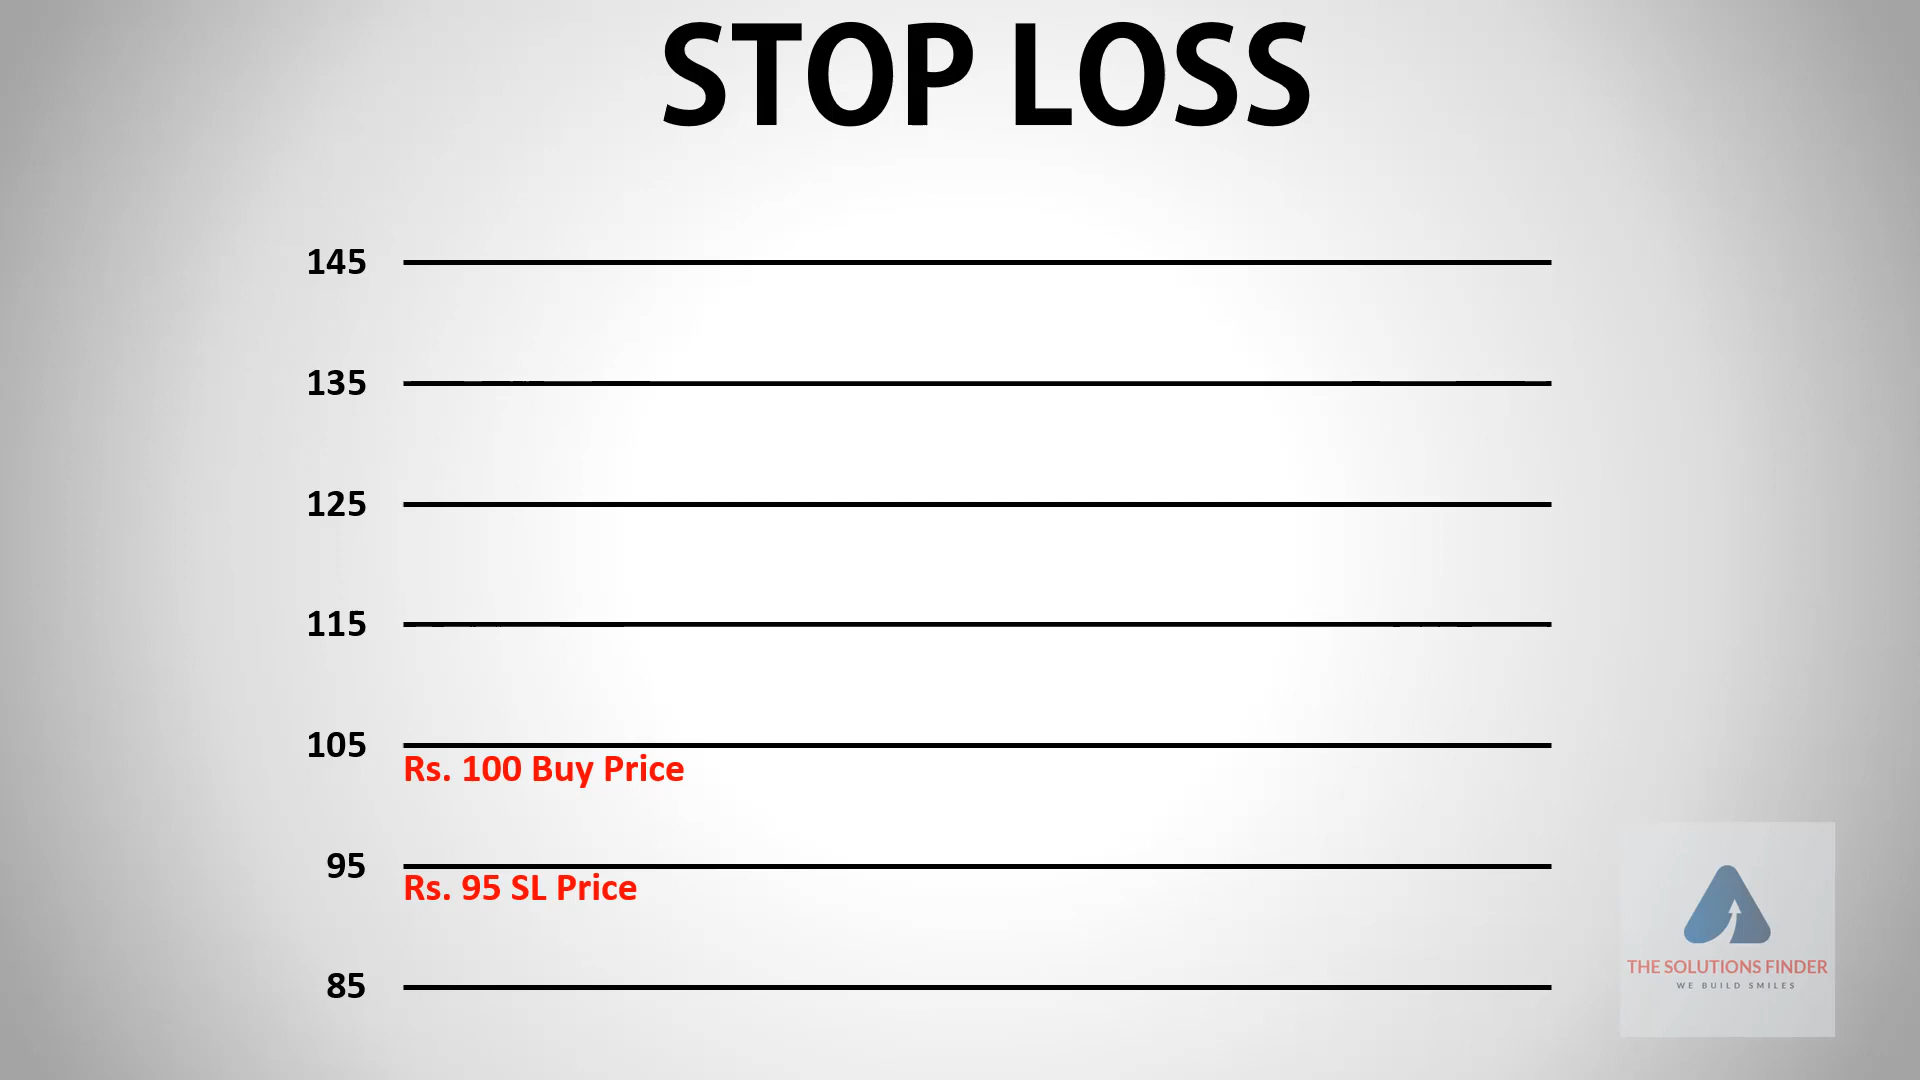 STOP LOSS
145
135
125
115
105
Rs. 100 Buy Price
95
Rs. 95 SL Price
85
THE SOLUTIONS FINDER
WE BUILD SMILES